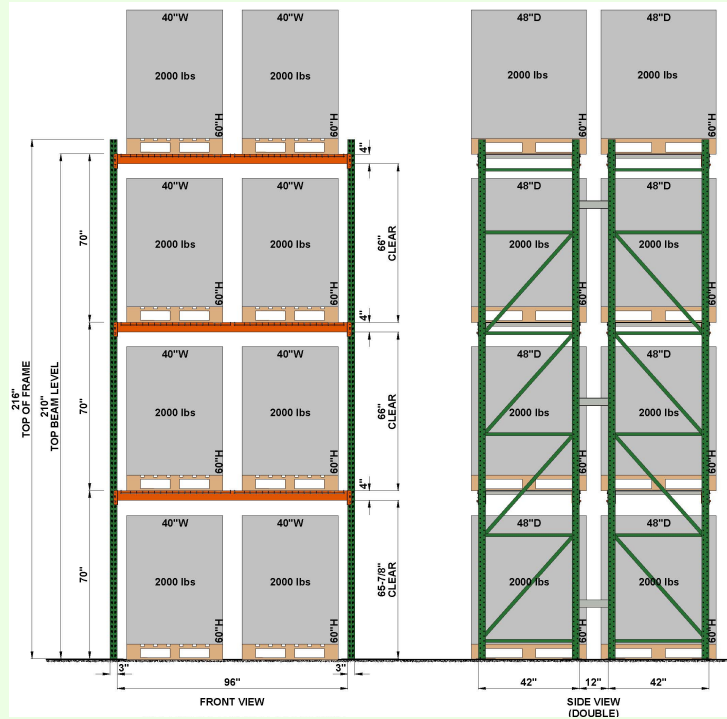 40"W
40"W
48"D
48"D
2000 lbs
2000 lbs
2000 lbs
2000 lbs
60"H
60"H
60"H
60"H
4"
40"W
40"W
48"D
48"D
70"
2000 lbs
2000 lbs
66"
CLEAR
2000 lbs
2000 lbs
60"H
60"H
60"H
60"H
4"
216"
TOP OF FRAME
210"
TOP BEAM LEVEL
40"W
40"W
48"D
48"D
70"
2000 lbs
2000 lbs
66"
CLEAR
2000 lbs
2000 lbs
60"H
60"H
60"H
60"H
4"
40"W
40"W
48"D
48"D
70"
2000 lbs
2000 lbs
65-7/8"
CLEAR
2000 lbs
2000 lbs
60"H
60"H
60"H
60"H
3"
3"
96"
42"
12"
42"
FRONT VIEW
SIDE VIEW
(DOUBLE)